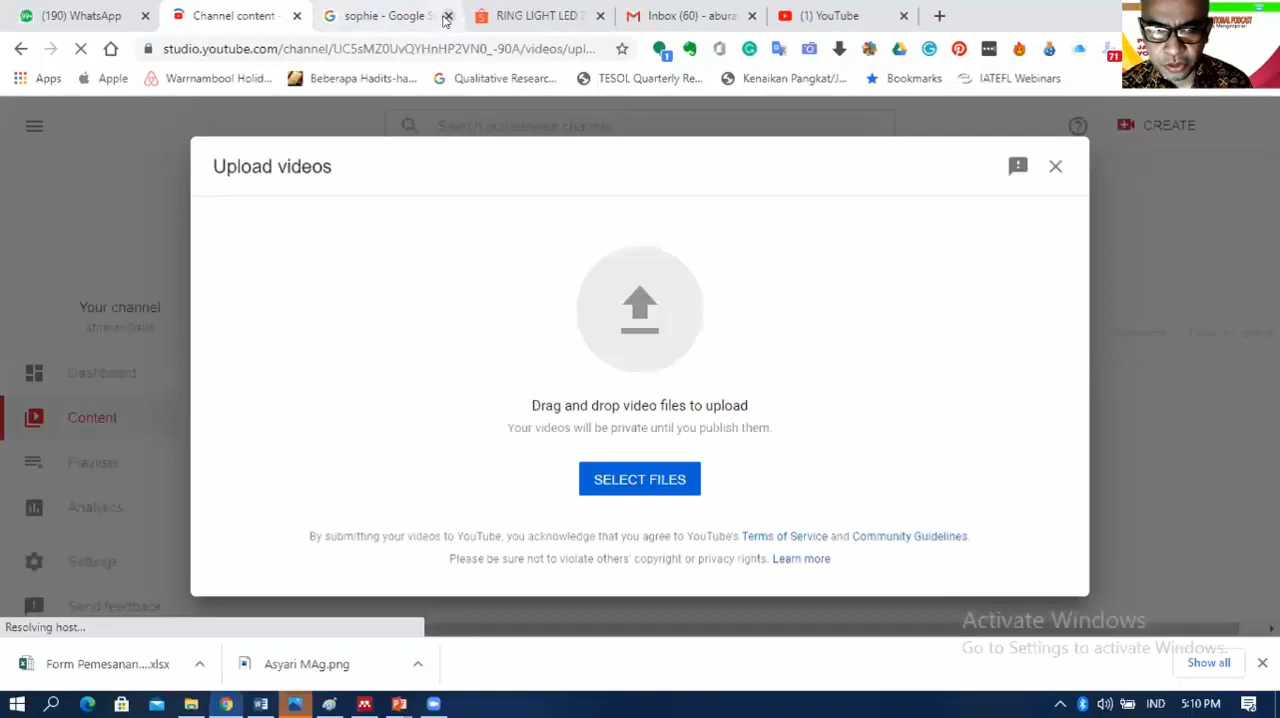 (190) WhatsApp
Channel content -
sophie - Google S
RING LIGHT LED
Inbox (60) - abura
(1) YouTube
studio.youtube.com/channel/UC5sMZ0UvQYHnHP2VN0_-90A/videos/upl...
1
71
Apps
Apple
Warrnambool Holid...
Beberapa Hadits-ha...
Qualitative Researc...
TESOL Quarterly Re...
Kenaikan Pangkat/J...
Bookmarks
IATEFL Webinars
Search across your channel
CREATE
Upload videos
Your channel
Dashboard
Content
Playlists
Analytics
Settings
Send feedback
Drag and drop video files to upload
Your videos will be private until you publish them.
SELECT FILES
By submitting your videos to YouTube, you acknowledge that you agree to YouTube's Terms of Service and Community Guidelines.
Please be sure not to violate others' copyright or privacy rights. Learn more
Activate Windows
Go to Settings to activate Windows.
Resolving host...
Form Pemesanan....xlsx
Asyari MAg.png
Show all
IND
5:10 PM